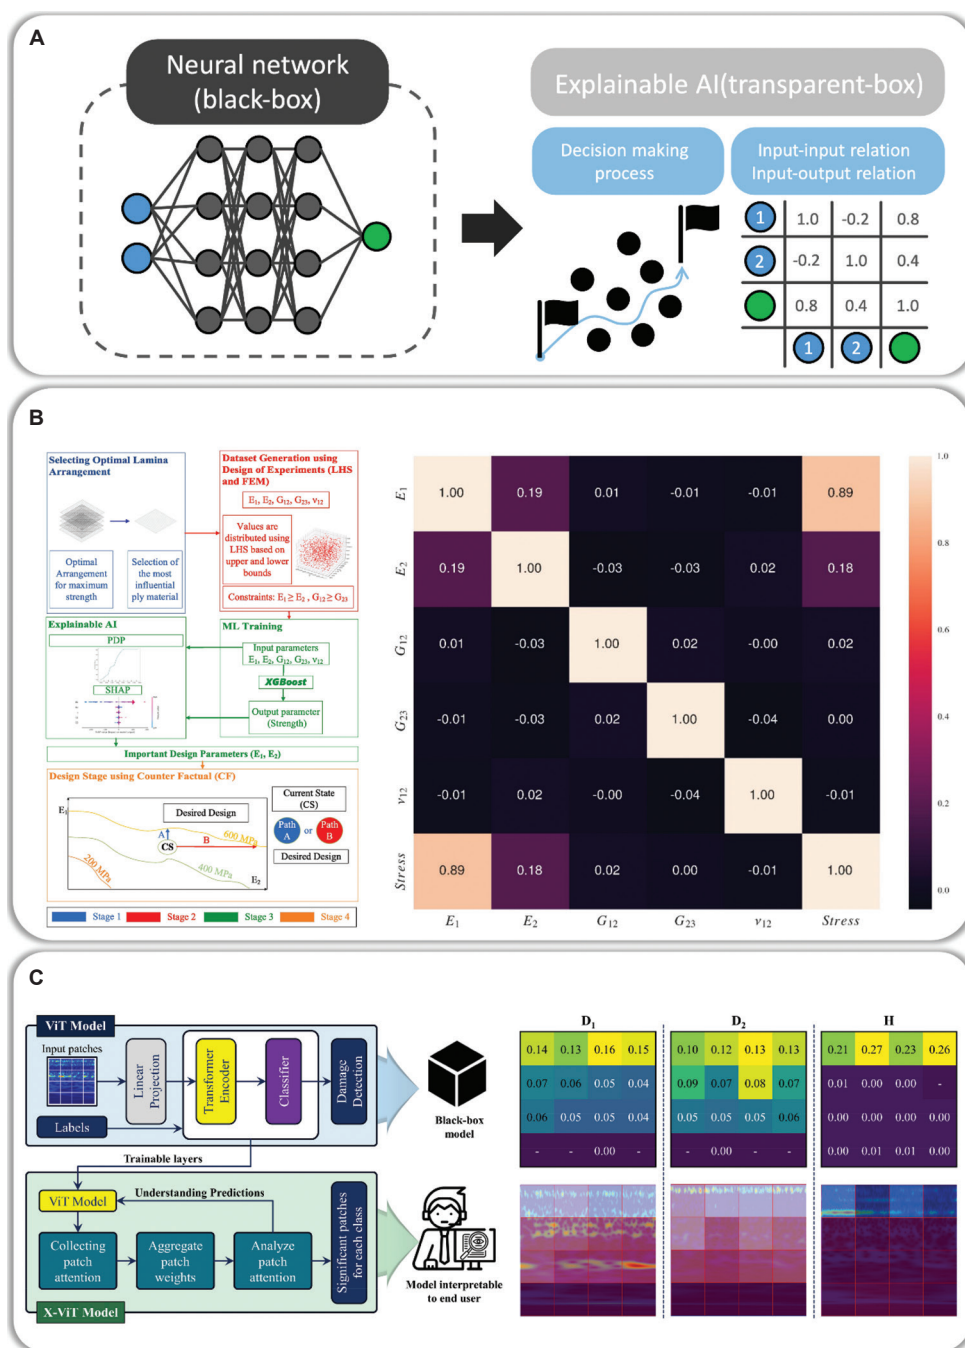 A
Neural network
(black-box)
Explainable AI(transparent-box)
Decision making
process
Input-input relation
Input-output relation
1 1.0 -0.2 0.8
2 -0.2 1.0 0.4
0.8 0.4 1.0
1 2
B
Selecting Optimal Lamina
Arrangement
Optimal
Arrangement
for maximum
strength
Selection of
the most
influential
ply material
Dataset Generation using
Design of Experiments (LHS
and FEM)
E₁, E₂, G₁₂, G₂₃, ν₁₂
Values are
distributed using
LHS based on
upper and lower
bounds
Constraints: E₁ ≥ E₂ , G₁₂ ≥ G₂₃
Explainable AI
PDP
SHAP
ML Training
Input parameters
E₁, E₂, G₁₂, G₂₃, ν₁₂
XGBoost
Output parameter
(Strength)
Important Design Parameters (E₁, E₂)
Design Stage using Counter Factual (CF)
E₁
Desired Design
A
CS
B
600 MPa
400 MPa
200 MPa
E₂
Current State
(CS)
Path
A
or
Path
B
Desired Design
Stage 1
Stage 2
Stage 3
Stage 4
E₁ 1.00 0.19 0.01 -0.01 -0.01 0.89
E₂ 0.19 1.00 -0.03 -0.03 0.02 0.18
G₁₂ 0.01 -0.03 1.00 0.02 -0.00 0.02
G₂₃ -0.01 -0.03 0.02 1.00 -0.04 0.00
ν₁₂ -0.01 0.02 -0.00 -0.04 1.00 -0.01
Stress 0.89 0.18 0.02 0.00 -0.01 1.00
E₁ E₂ G₁₂ G₂₃ ν₁₂ Stress
1.0
0.8
0.6
0.4
0.2
0.0
C
ViT Model
Input patches
Labels
Linear
Projection
Transformer
Encoder
Classifier
Damage
Detection
Black-box
model
Trainable layers
ViT Model
Understanding Predictions
Collecting
patch
attention
Aggregate
patch
weights
Analyze
patch
attention
Significant patches
for each class
X-ViT Model
Model interpretable
to end user
D₁
0.14 0.13 0.16 0.15
0.07 0.06 0.05 0.04
0.06 0.05 0.05 0.04
- - 0.00 -
D₂
0.10 0.12 0.13 0.13
0.09 0.07 0.08 0.07
0.05 0.05 0.05 0.06
- 0.00 - -
H
0.21 0.27 0.23 0.26
0.01 0.00 0.00 -
0.00 0.00 0.00 0.00
0.00 0.01 0.01 0.00